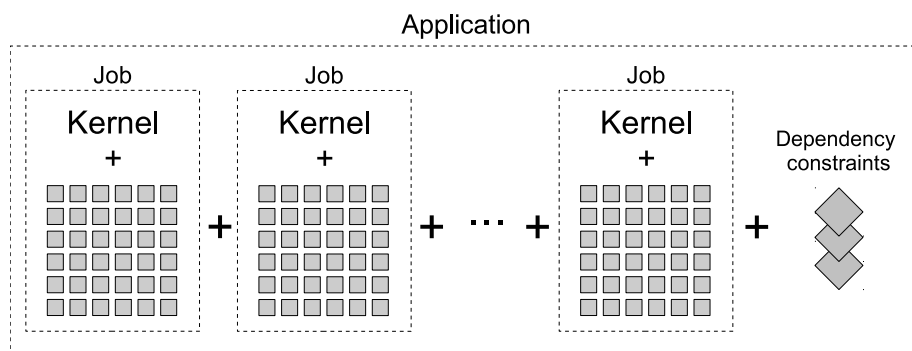 Application
Job
Kernel
+
Job
Kernel
+
Job
Kernel
+
+
+ ... +
+
Dependency
constraints